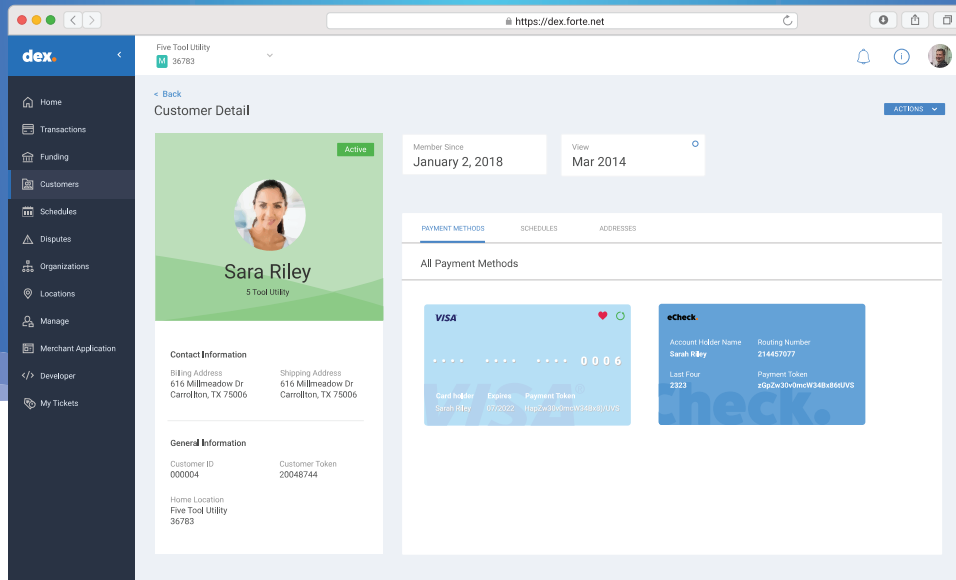 https://dex.forte.net
dex.
Five Tool Utility
M 36783
Home
Transactions
Funding
Customers
Schedules
Disputes
Organizations
Locations
Manage
Merchant Application
Developer
My Tickets
< Back
Customer Detail
ACTIONS
Active
Sara Riley
5 Tool Utility
Contact Information
Billing Address
616 Millmeadow Dr
Carrollton, TX 75006
Shipping Address
616 Millmeadow Dr
Carrollton, TX 75006
General Information
Customer ID
000004
Customer Token
20048744
Home Location
Five Tool Utility
36783
Member Since
January 2, 2018
View
Mar 2014
PAYMENT METHODS SCHEDULES ADDRESSES
All Payment Methods
VISA
0006
VISA
Card holder Expires Payment Token
Sarah Riley 07/2022
eCheck
Account Holder Name Routing Number
Sarah Riley 214457077
Last Four Payment Token
2323 zGpZw30v0mcW34Bx86tUVS
Check.